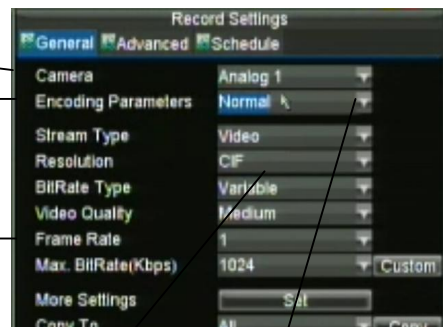 Record Settings
General Advanced Schedule
Camera Analog 1
Encoding Parameters Normal
Stream Type Video
Resolution CIF
BitRate Type Variable
Video Quality Medium
Frame Rate 1
Max. BitRate(Kbps) 1024 Custom
More Settings Set
Copy To All Copy